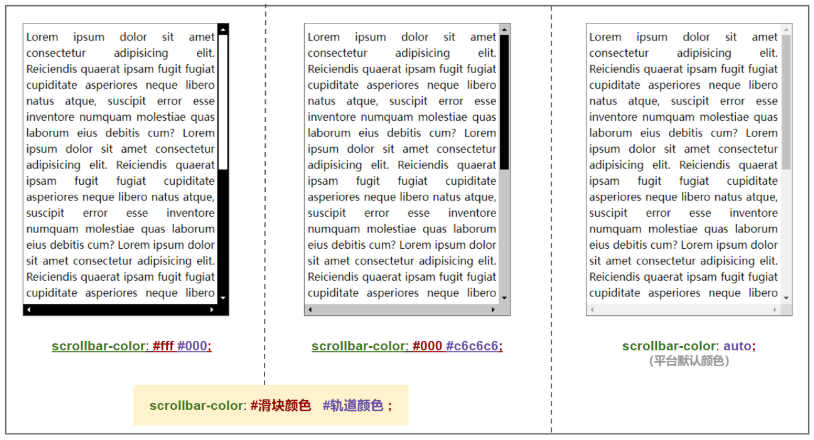 Lorem ipsum dolor sit amet
consectetur adipisicing elit.
Reiciendis quaerat ipsam fugit fugiat
cupiditate asperiores neque libero
natus atque, suscipit error esse
inventore numquam molestiae quas
laborum eius debitis cum? Lorem
ipsum dolor sit amet consectetur
adipisicing elit. Reiciendis quaerat
ipsam fugit fugiat cupiditate
asperiores neque libero natus atque,
suscipit error esse inventore
numquam molestiae quas laborum
eius debitis cum? Lorem ipsum dolor
sit amet consectetur adipisicing elit.
Reiciendis quaerat ipsam fugit fugiat
cupiditate asperiores neque libero
scrollbar-color: #fff #000;
Lorem ipsum dolor sit amet
consectetur adipisicing elit.
Reiciendis quaerat ipsam fugit fugiat
cupiditate asperiores neque libero
natus atque, suscipit error esse
inventore numquam molestiae quas
laborum eius debitis cum? Lorem
ipsum dolor sit amet consectetur
adipisicing elit. Reiciendis quaerat
ipsam fugit fugiat cupiditate
asperiores neque libero natus atque,
suscipit error esse inventore
numquam molestiae quas laborum
eius debitis cum? Lorem ipsum dolor
sit amet consectetur adipisicing elit.
Reiciendis quaerat ipsam fugit fugiat
cupiditate asperiores neque libero
scrollbar-color: #000 #c6c6c6;
Lorem ipsum dolor sit amet
consectetur adipisicing elit.
Reiciendis quaerat ipsam fugit fugiat
cupiditate asperiores neque libero
natus atque, suscipit error esse
inventore numquam molestiae quas
laborum eius debitis cum? Lorem
ipsum dolor sit amet consectetur
adipisicing elit. Reiciendis quaerat
ipsam fugit fugiat cupiditate
asperiores neque libero natus atque,
suscipit error esse inventore
numquam molestiae quas laborum
eius debitis cum? Lorem ipsum dolor
sit amet consectetur adipisicing elit.
Reiciendis quaerat ipsam fugit fugiat
cupiditate asperiores neque libero
scrollbar-color: auto;
（平台默认颜色）
scrollbar-color: #滑块颜色 #轨道颜色 ;